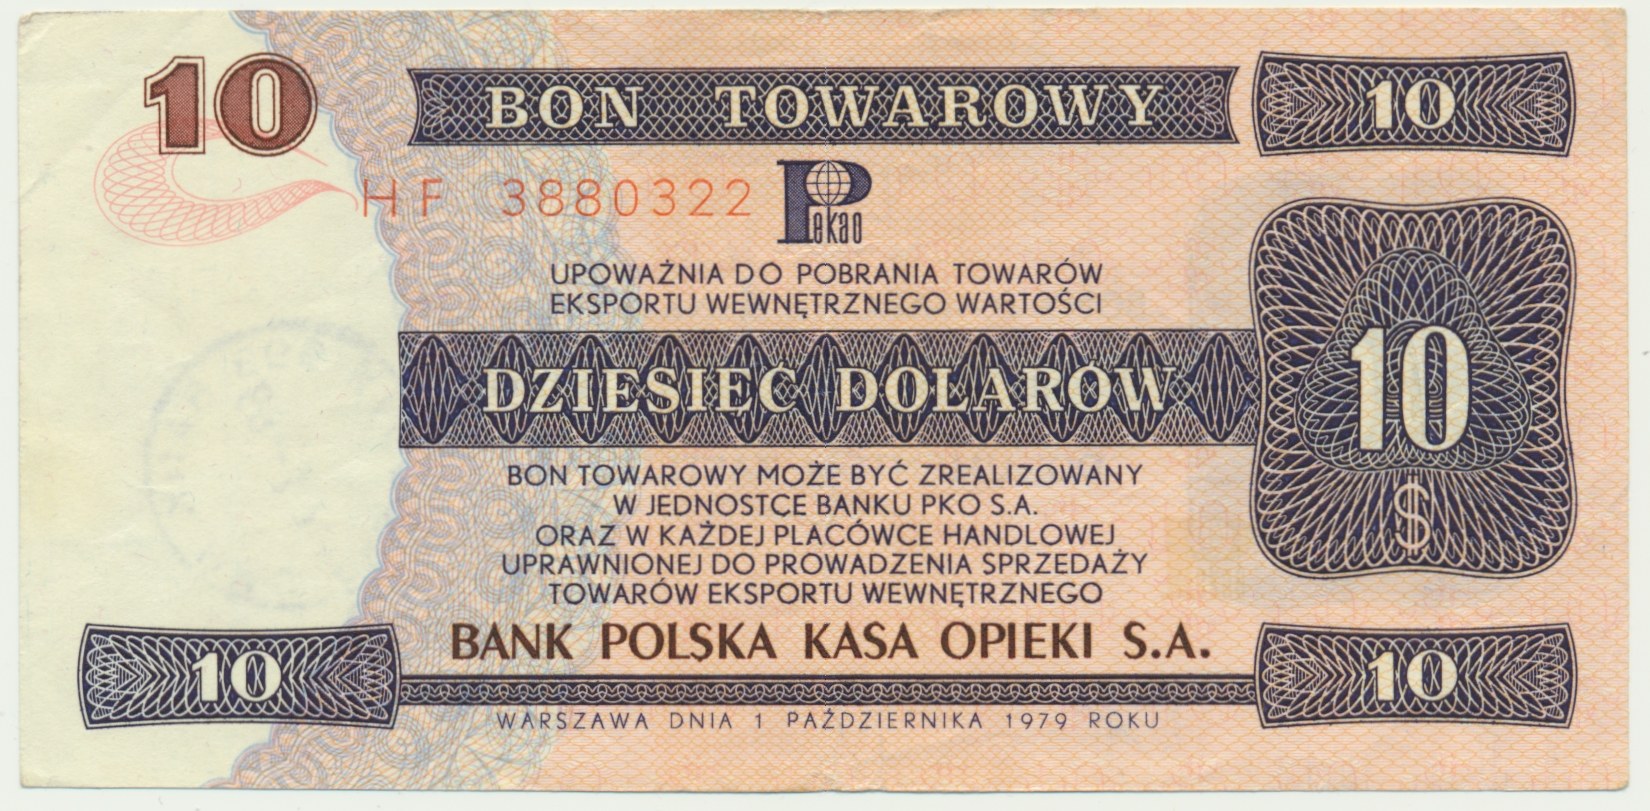 10 BON TOWAROWY 10
HF 3880322 Pekao
UPOWAŻNIA DO POBRANIA TOWARÓW
EKSPORTU WEWNĘTRZNEGO WARTOŚCI
DZIESIĘĆ DOLARÓW 10
BON TOWAROWY MOŻE BYĆ ZREALIZOWANY
W JEDNOSTCE BANKU PKO S.A. $
ORAZ W KAŻDEJ PLACÓWCE HANDLOWEJ
UPRAWNIONEJ DO PROWADZENIA SPRZEDAŻY
TOWARÓW EKSPORTU WEWNĘTRZNEGO
BANK POLSKA KASA OPIEKI S.A.
10 10
WARSZAWA DNIA 1 PAŹDZIERNIKA 1979 ROKU